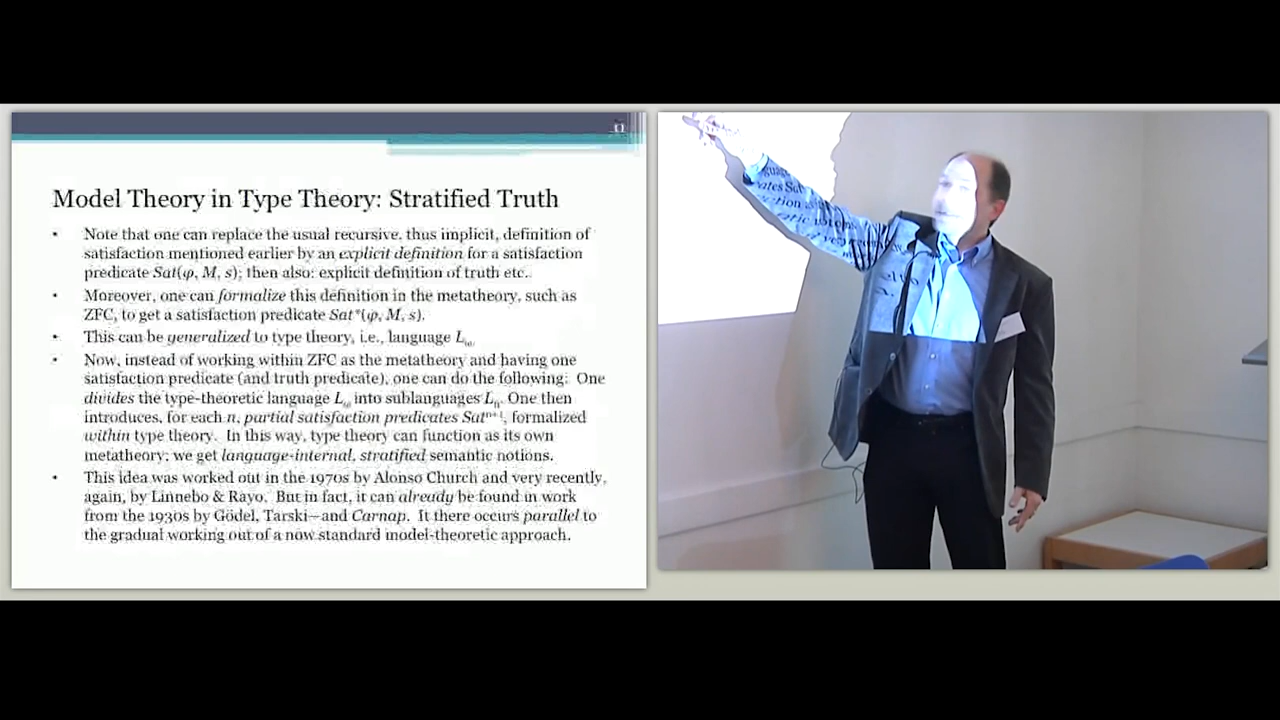 Model Theory in Type Theory: Stratified Truth
• Note that one can replace the usual recursive, thus implicit, definition of
satisfaction mentioned earlier by an explicit definition for a satisfaction
predicate Sat(φ, M, s); then also: explicit definition of truth etc.
• Moreover, one can formalize this definition in the metatheory, such as
ZFC, to get a satisfaction predicate Sat*(φ, M, s).
• This can be generalized to type theory, i.e., language Lω.
• Now, instead of working within ZFC as the metatheory and having one
satisfaction predicate (and truth predicate), one can do the following: One
divides the type-theoretic language Lω into sublanguages Ln. One then
introduces, for each n, partial satisfaction predicates Satⁿ⁺¹, formalized
within type theory. In this way, type theory can function as its own
metatheory; we get language-internal, stratified semantic notions.
• This idea was worked out in the 1970s by Alonso Church and very recently,
again, by Linnebo & Rayo. But in fact, it can already be found in work
from the 1930s by Gödel, Tarski—and Carnap. It there occurs parallel to
the gradual working out of a now standard model-theoretic approach.